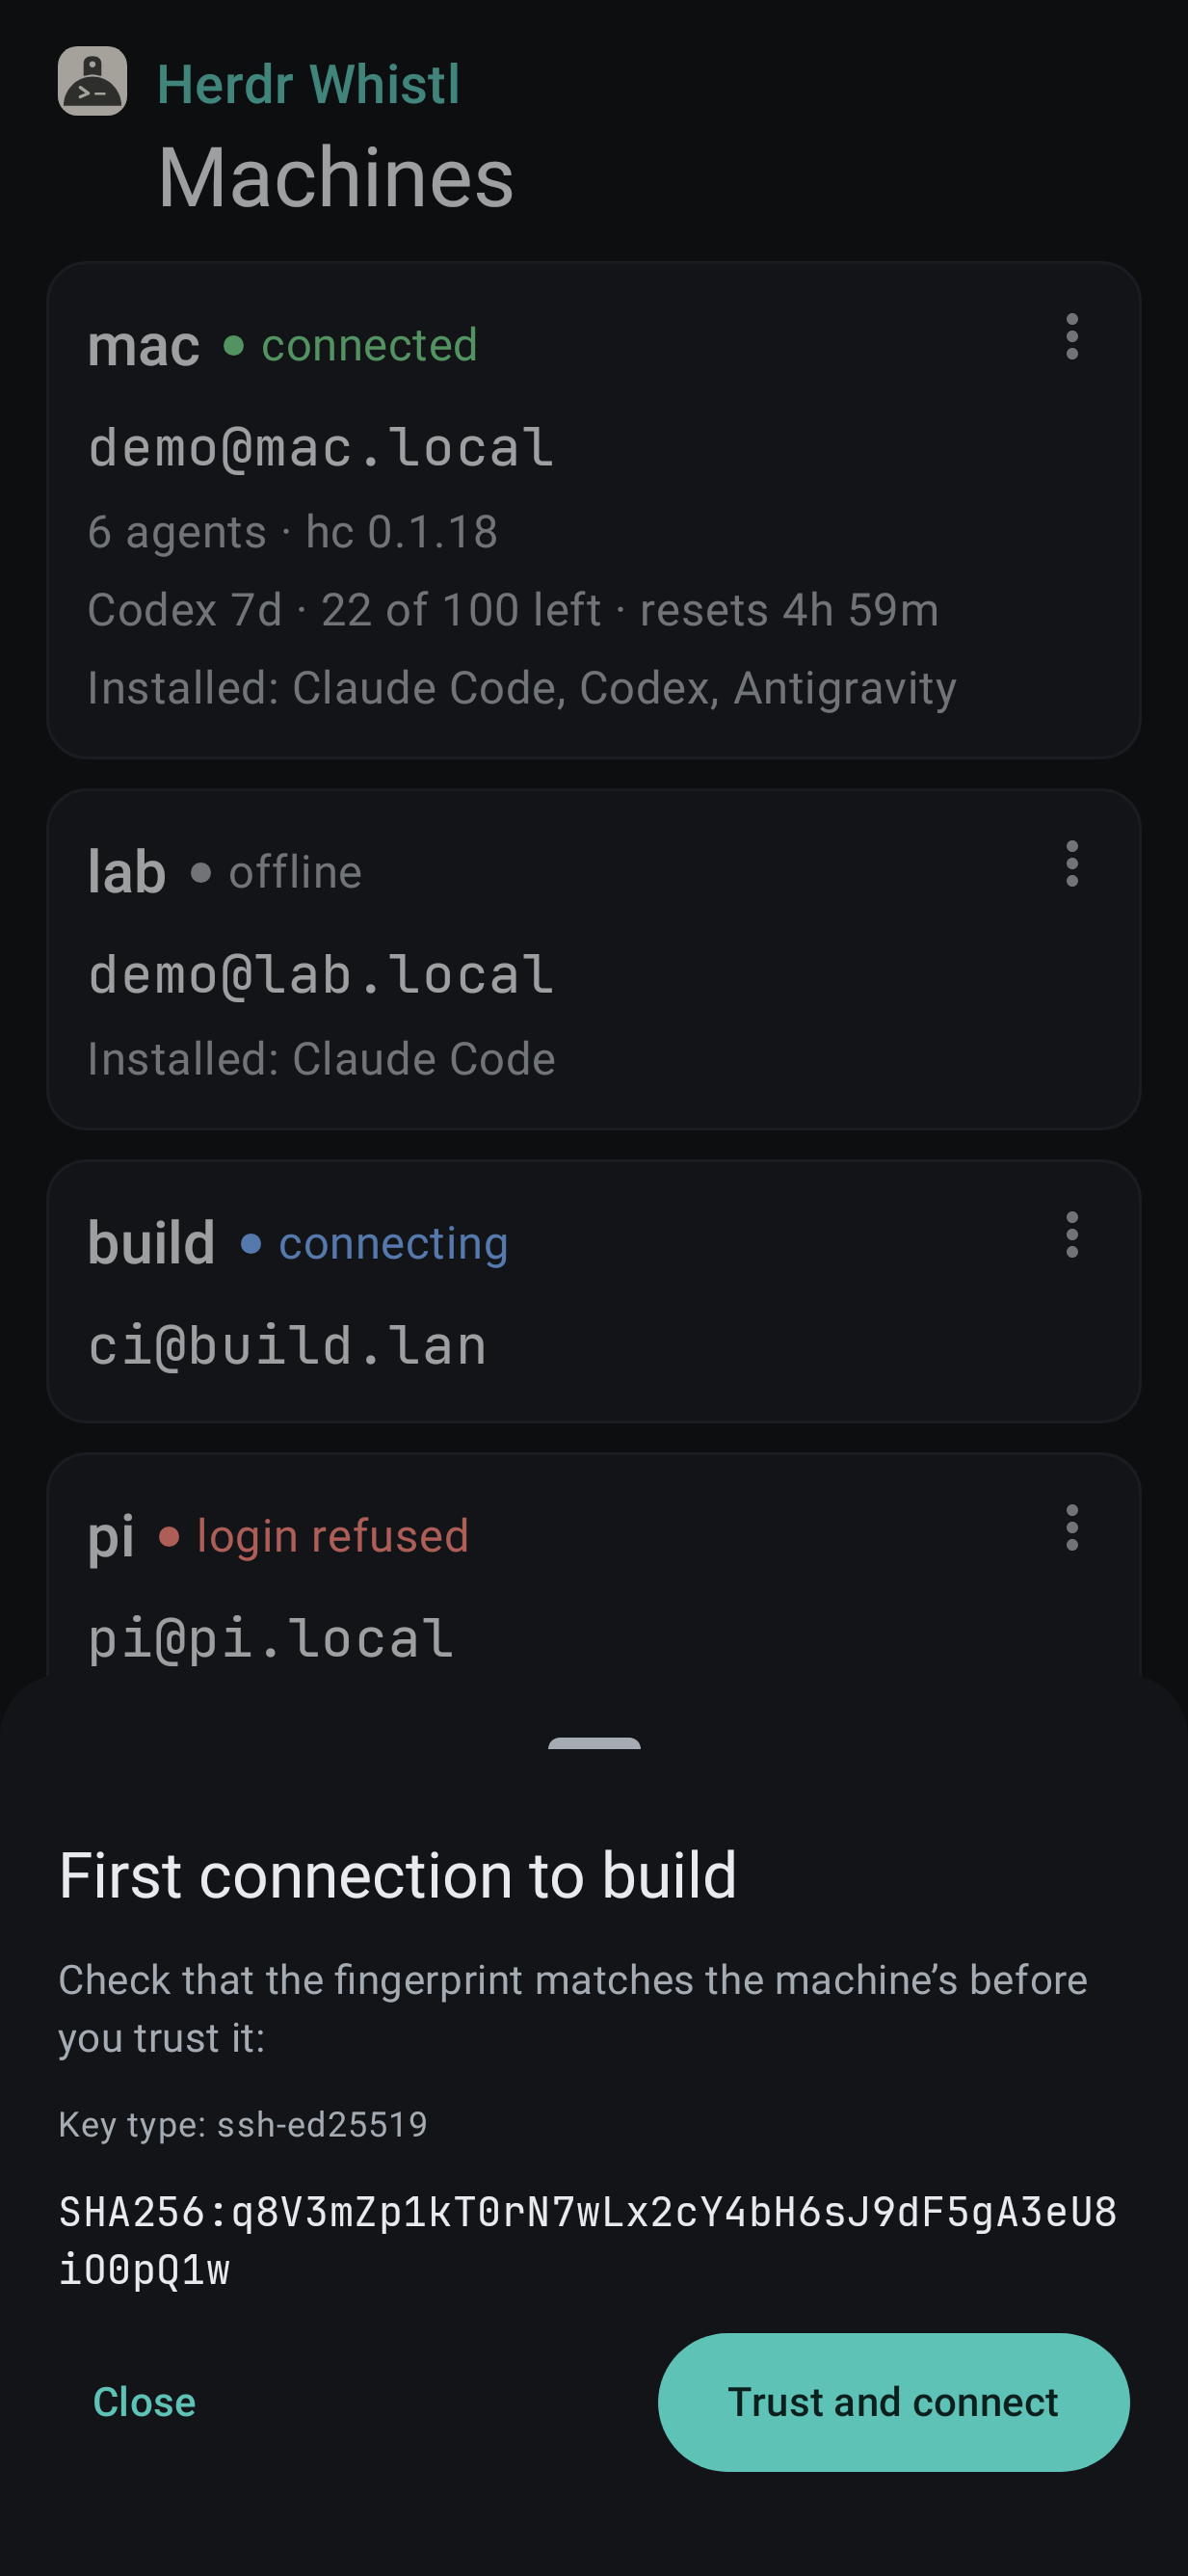 Herdr Whistl
Machines
mac • connected
demo@mac.local
6 agents · hc 0.1.18
Codex 7d · 22 of 100 left · resets 4h 59m
Installed: Claude Code, Codex, Antigravity
lab • offline
demo@lab.local
Installed: Claude Code
build • connecting
ci@build.lan
pi • login refused
pi@pi.local
First connection to build
Check that the fingerprint matches the machine’s before
you trust it:
Key type: ssh-ed25519
SHA256:q8V3mZp1kT0rN7wLx2cY4bH6sJ9dF5gA3eU8
iO0pQ1w
Close
Trust and connect